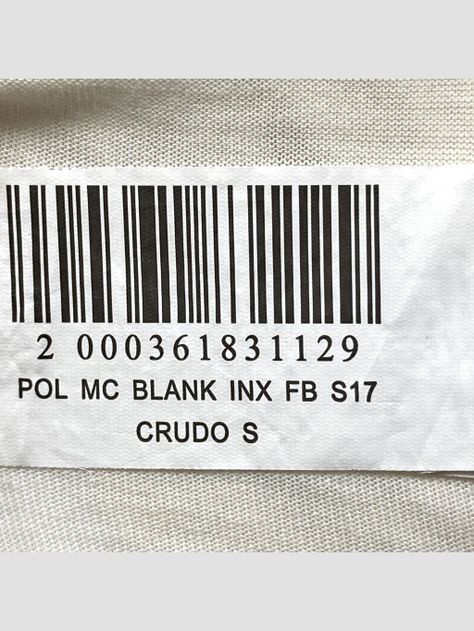 2 000361831129
POL MC BLANK INX FB S17
CRUDO S